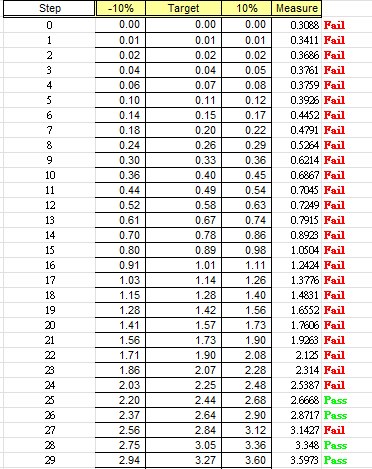 Step -10% Target 10% Measure
0 0.00 0.00 0.00 0.3088 Fail
1 0.01 0.01 0.01 0.3411 Fail
2 0.02 0.02 0.02 0.3686 Fail
3 0.04 0.04 0.05 0.3761 Fail
4 0.06 0.07 0.08 0.3759 Fail
5 0.10 0.11 0.12 0.3926 Fail
6 0.14 0.15 0.17 0.4452 Fail
7 0.18 0.20 0.22 0.4791 Fail
8 0.24 0.26 0.29 0.5264 Fail
9 0.30 0.33 0.36 0.6214 Fail
10 0.36 0.40 0.45 0.6867 Fail
11 0.44 0.49 0.54 0.7045 Fail
12 0.52 0.58 0.63 0.7249 Fail
13 0.61 0.67 0.74 0.7915 Fail
14 0.70 0.78 0.86 0.8923 Fail
15 0.80 0.89 0.98 1.0504 Fail
16 0.91 1.01 1.11 1.2424 Fail
17 1.03 1.14 1.26 1.3776 Fail
18 1.15 1.28 1.40 1.4831 Fail
19 1.28 1.42 1.56 1.6552 Fail
20 1.41 1.57 1.73 1.7606 Fail
21 1.56 1.73 1.90 1.9263 Fail
22 1.71 1.90 2.08 2.125 Fail
23 1.86 2.07 2.28 2.314 Fail
24 2.03 2.25 2.48 2.5387 Fail
25 2.20 2.44 2.68 2.6668 Pass
26 2.37 2.64 2.90 2.8717 Pass
27 2.56 2.84 3.12 3.1427 Fail
28 2.75 3.05 3.36 3.348 Pass
29 2.94 3.27 3.60 3.5973 Pass